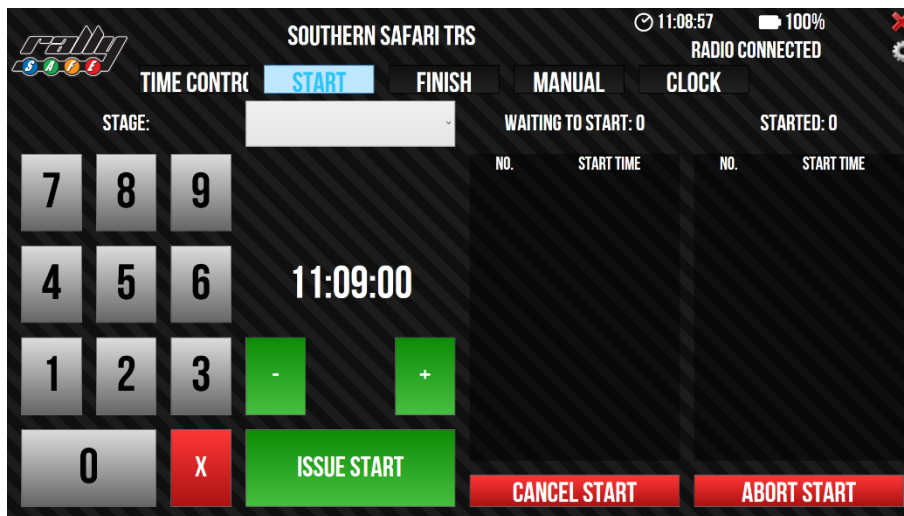 rally
SAFE
SOUTHERN SAFARI TRS
11:08:57
100%
RADIO CONNECTED
TIME CONTRO
START
FINISH
MANUAL
CLOCK
STAGE:
WAITING TO START: 0
STARTED: 0
NO.
START TIME
NO.
START TIME
7
8
9
4
5
6
11:09:00
1
2
3
-
+
0
X
ISSUE START
CANCEL START
ABORT START